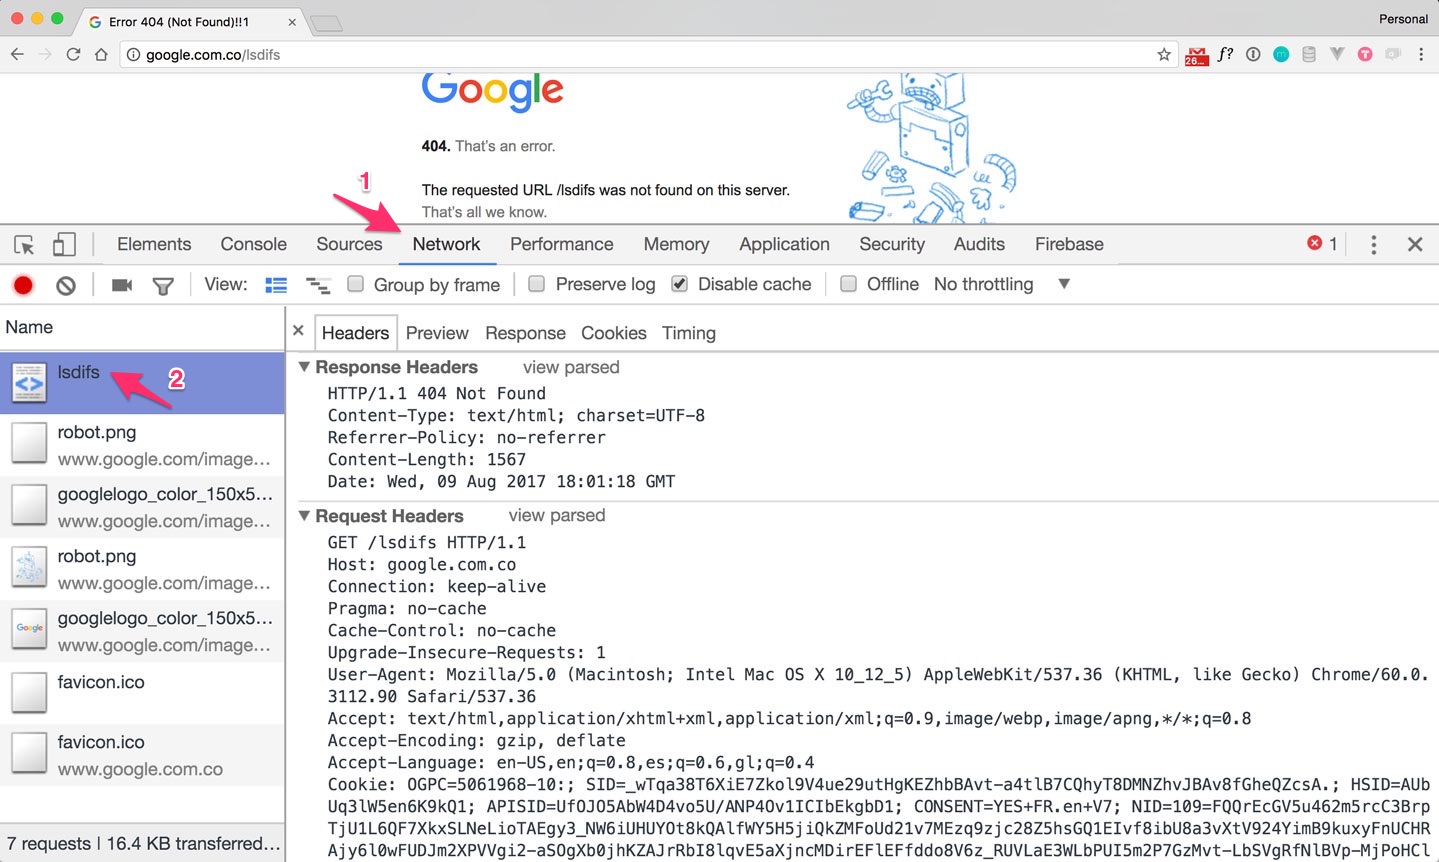 Error 404 (Not Found)!!1
Personal
google.com.co/lsdifs
26...
f?
Google
404. That's an error.
The requested URL /lsdifs was not found on this server.
That's all we know.
1
Elements Console Sources Network Performance Memory Application Security Audits Firebase 1
View: Group by frame Preserve log Disable cache Offline No throttling
Name
Headers Preview Response Cookies Timing
lsdifs
2
robot.png
www.google.com/image...
googlelogo_color_150x5...
www.google.com/image...
robot.png
www.google.com/image...
Google
googlelogo_color_150x5...
www.google.com/image...
favicon.ico
favicon.ico
www.google.com.co
7 requests | 16.4 KB transferred...
Response Headers view parsed
HTTP/1.1 404 Not Found
Content-Type: text/html; charset=UTF-8
Referrer-Policy: no-referrer
Content-Length: 1567
Date: Wed, 09 Aug 2017 18:01:18 GMT
Request Headers view parsed
GET /lsdifs HTTP/1.1
Host: google.com.co
Connection: keep-alive
Pragma: no-cache
Cache-Control: no-cache
Upgrade-Insecure-Requests: 1
User-Agent: Mozilla/5.0 (Macintosh; Intel Mac OS X 10_12_5) AppleWebKit/537.36 (KHTML, like Gecko) Chrome/60.0.
3112.90 Safari/537.36
Accept: text/html,application/xhtml+xml,application/xml;q=0.9,image/webp,image/apng,*/*;q=0.8
Accept-Encoding: gzip, deflate
Accept-Language: en-US,en;q=0.8,es;q=0.6,gl;q=0.4
Cookie: OGPC=5061968-10:; SID=_wTqa38T6XiE7Zkol9V4ue29utHgKEZhbBAvt-a4tlB7CQhyT8DMNZhvJBAv8fGheQZcsA.; HSID=AUb
Uq3lW5en6K9kQ1; APISID=UfOJO5AbW4D4vo5U/ANP4Ov1ICIbEkgbD1; CONSENT=YES+FR.en+V7; NID=109=FQQrEcGV5u462m5rcC3Brp
TjU1L6QF7XkxSLNeLioTAEgy3_NW6iUHUYOt8kQAlfWY5H5jiQkZMFoUd21v7MEzq9zjc28Z5hsGQ1EIvf8ibU8a3vXtV924YimB9kuxyFnUCHR
Ajy6l0wFUDJm2XPVVgi2-aSOgXb0jhKZAJrRbI8lqvE5aXjncMDirEFlEFfddo8V6z_RUVLaE3WLbPUI5m2P7GzMvt-LbSVgRfNlBVp-MjPoHCl